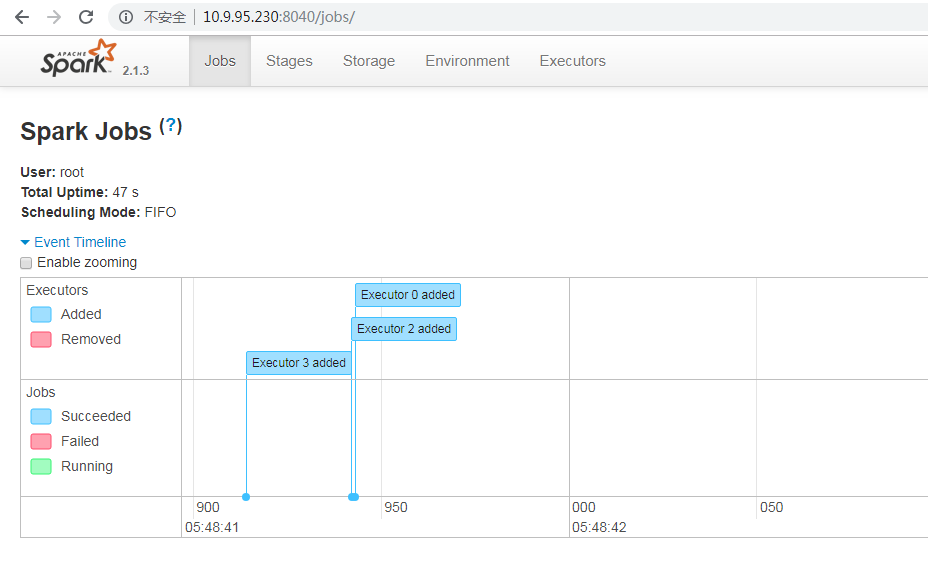 不安全 10.9.95.230:8040/jobs/
APACHE Spark 2.1.3 Jobs Stages Storage Environment Executors
Spark Jobs (?)
User: root
Total Uptime: 47 s
Scheduling Mode: FIFO
Event Timeline
Enable zooming
Executors
Added
Removed
Executor 0 added
Executor 2 added
Executor 3 added
Jobs
Succeeded
Failed
Running
900 950 000 050
05:48:41 05:48:42